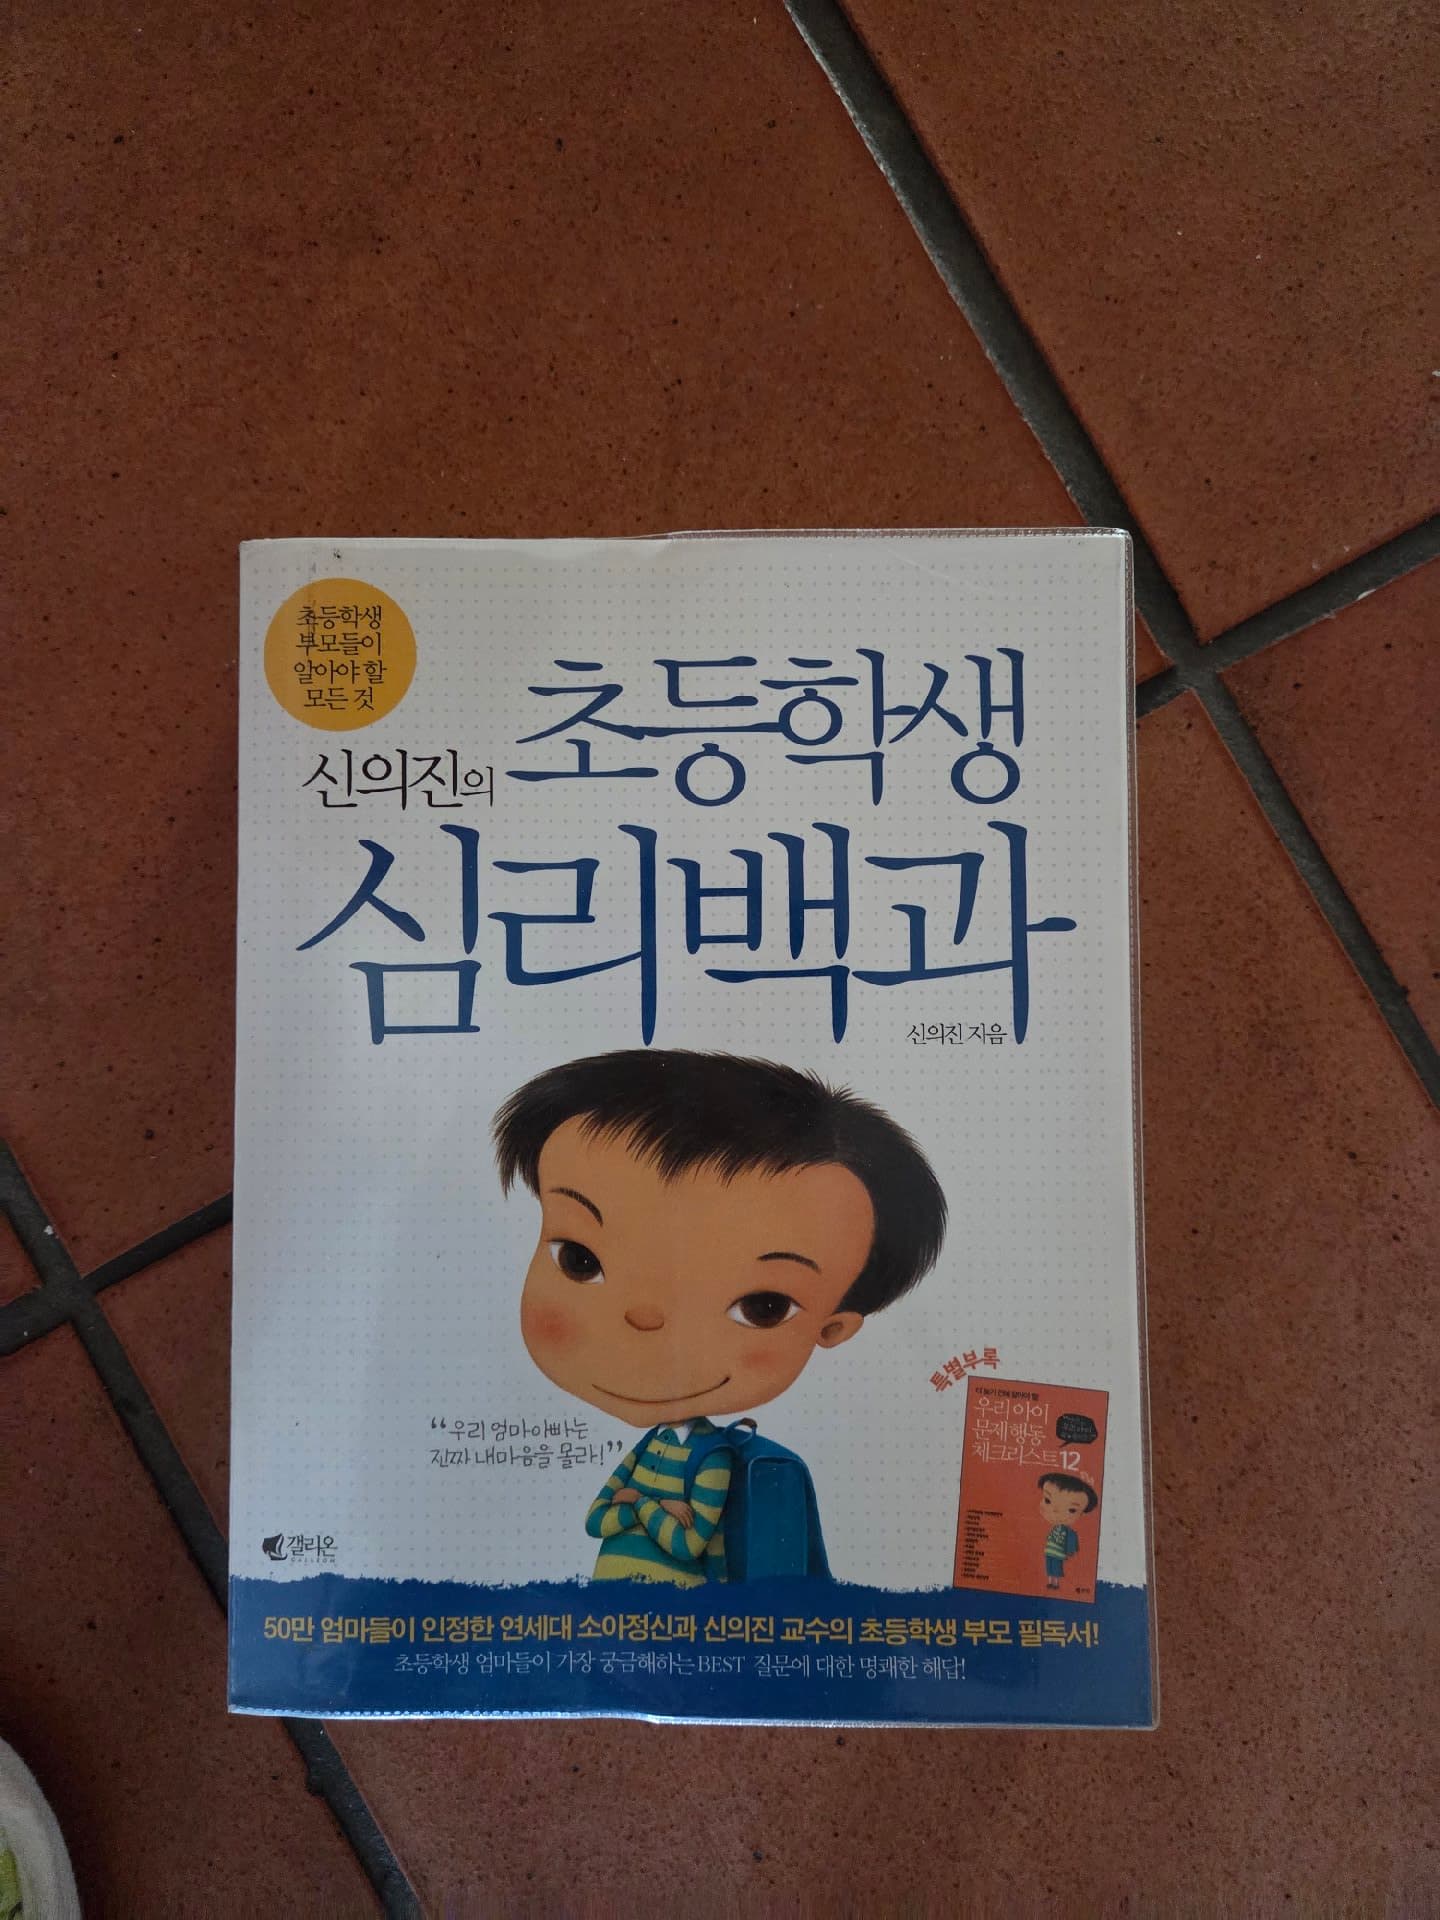 초등학생
부모들이
알아야 할
모든 것
신의진의 초등학생
심리백과
신의진 지음
“우리 엄마 아빠는
진짜 내 마음을 몰라!”
특별부록
우리 아이
문제행동
체크리스트12
갤리온
GALLEON
50만 엄마들이 인정한 연세대 소아정신과 신의진 교수의 초등학생 부모 필독서!
초등학생 엄마들이 가장 궁금해하는 BEST 질문에 대한 명쾌한 해답!